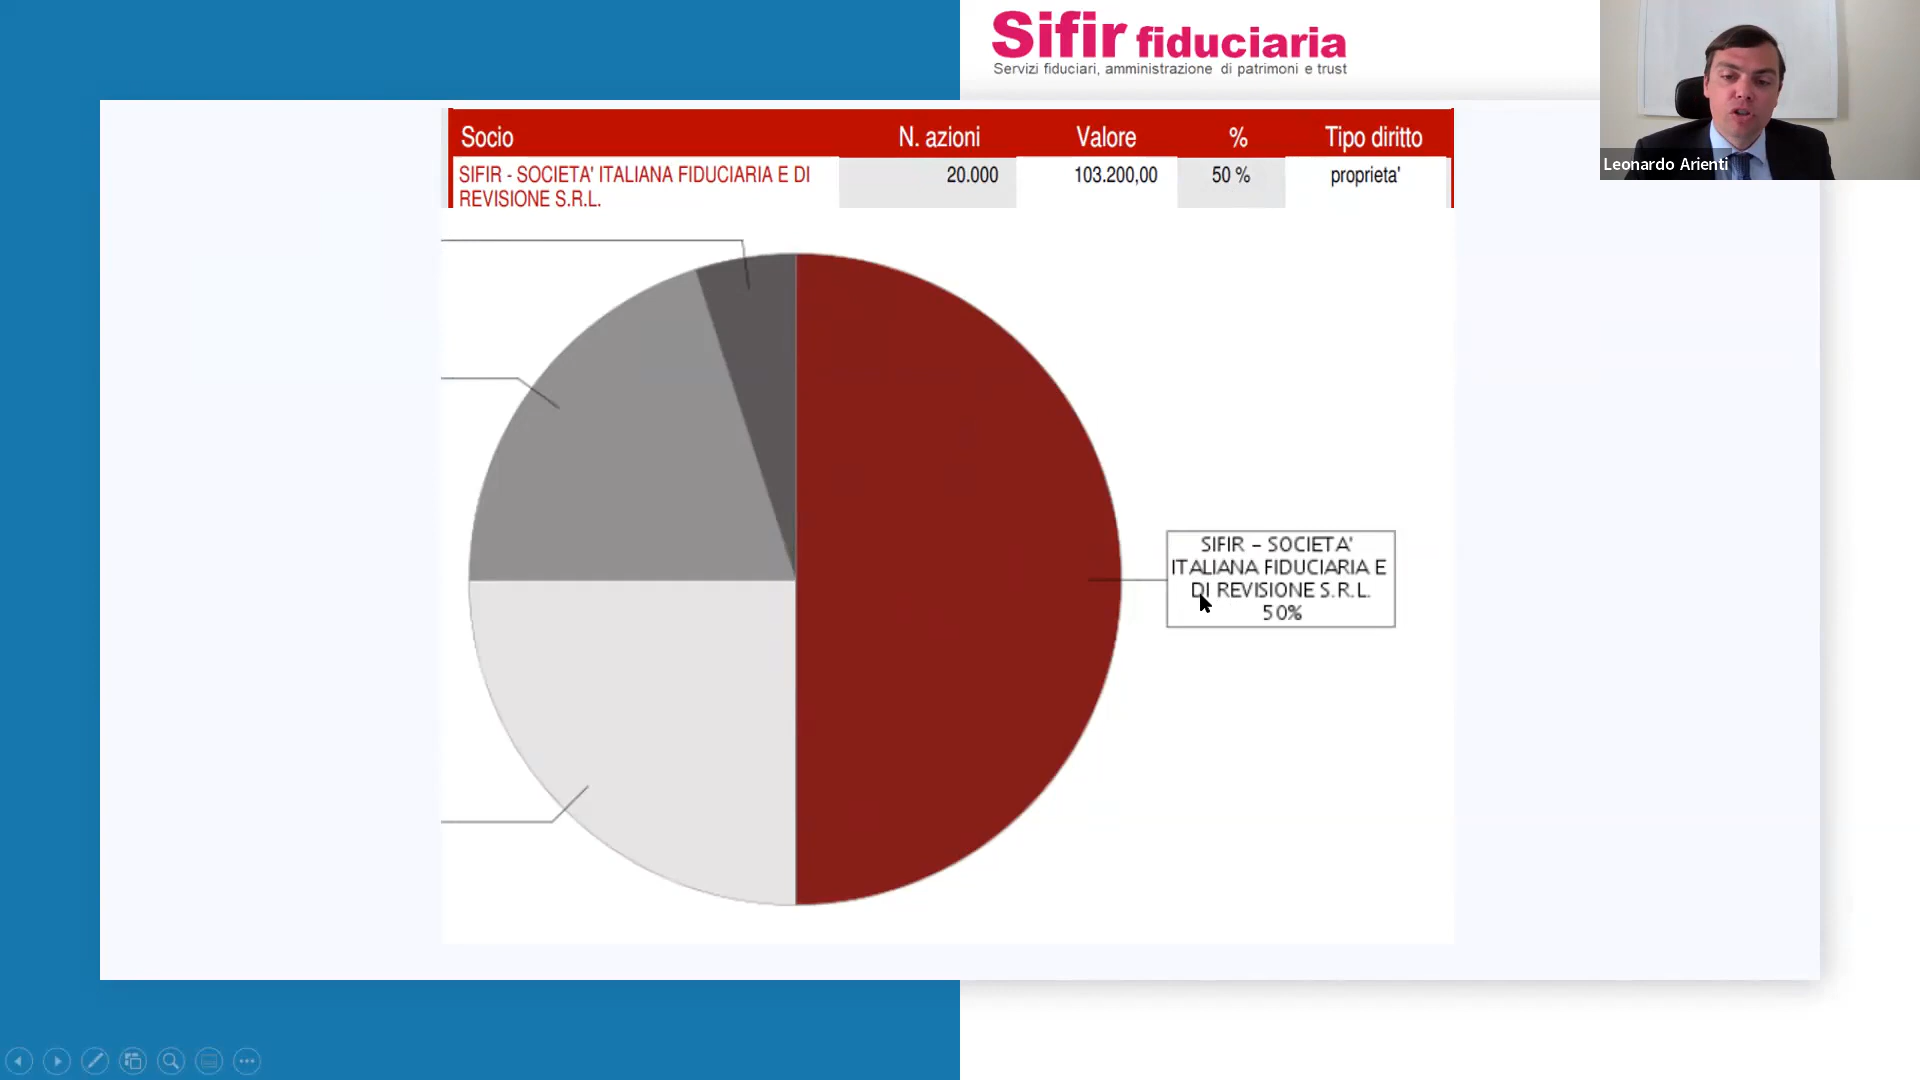 Sifir fiduciaria
Servizi fiduciari, amministrazione di patrimoni e trust
Leonardo Arienti
Socio N. azioni Valore % Tipo diritto
SIFIR - SOCIETA' ITALIANA FIDUCIARIA E DI 20.000 103.200,00 50 % proprieta'
REVISIONE S.R.L.
SIFIR – SOCIETA'
ITALIANA FIDUCIARIA E
DI REVISIONE S.R.L.
50%